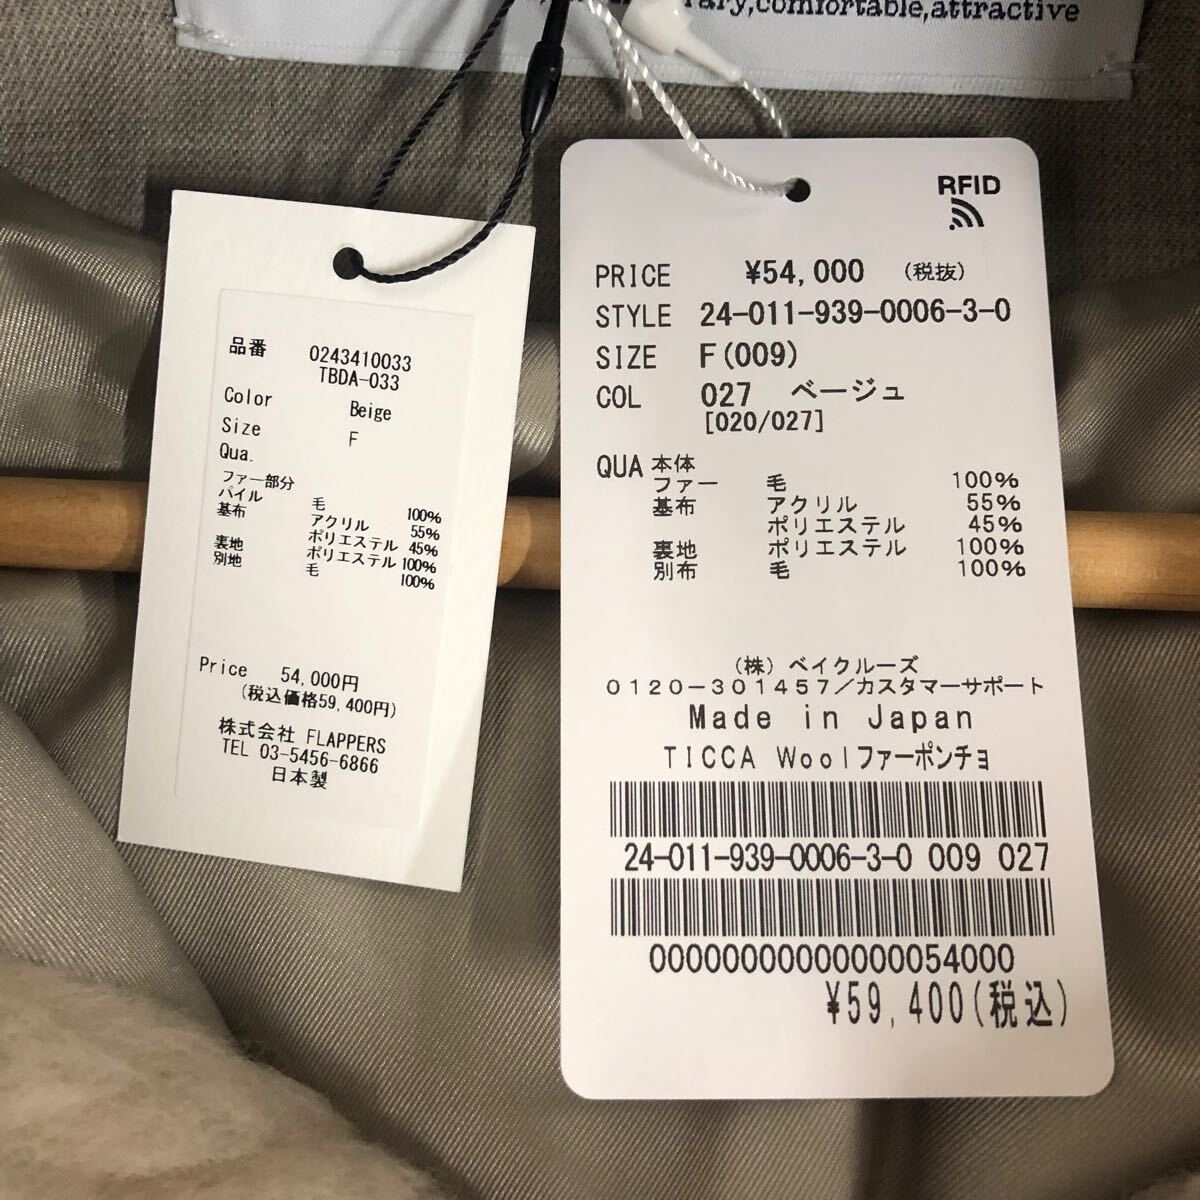 ary,comfortable,attractive
品番 0243410033
TBDA-033
Color Beige
Size F
Qua.
ファー部分
パイル 毛 100%
基布 アクリル 55%
ポリエステル 45%
裏地 ポリエステル 100%
別地 毛 100%
Price 54,000円
(税込価格59,400円)
株式会社 FLAPPERS
TEL 03-5456-6866
日本製
RFID
PRICE ¥54,000 (税抜)
STYLE 24-011-939-0006-3-0
SIZE F(009)
COL 027 ベージュ
[020/027]
QUA 本体
ファー 毛 100%
基布 アクリル 55%
ポリエステル 45%
裏地 ポリエステル 100%
別布 毛 100%
(株) ベイクルーズ
0120-301457/カスタマーサポート
Made in Japan
TICCA Woolファーポンチョ
24-011-939-0006-3-0 009 027
00000000000000054000
¥59,400(税込)